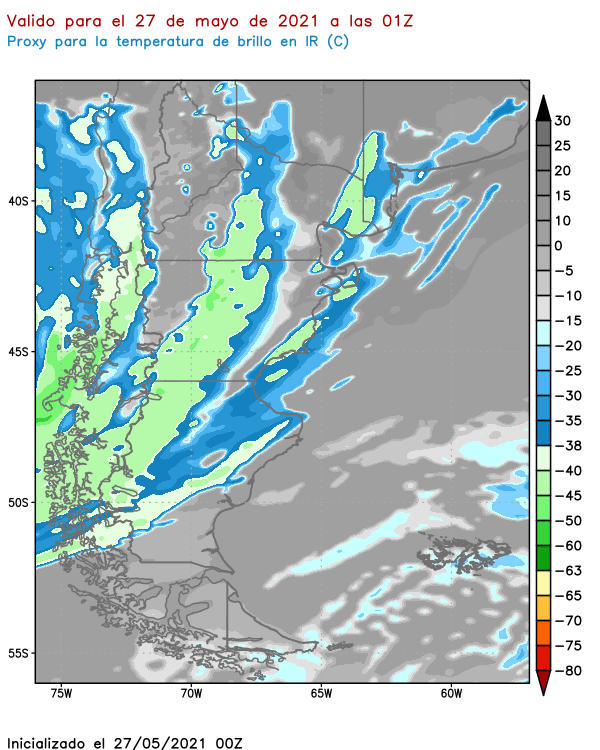 Valido para el 27 de mayo de 2021 a las 01Z
Proxy para la temperatura de brillo en IR (C)
30
25
20
15
10
0
−5
−10
−15
−20
−30
−35
−38
−40
−45
−50
−60
−63
−65
−70
−75
−80
40S
45S
50S
55S
75W
70W
65W
60W
Inicializado el 27/05/2021 00Z